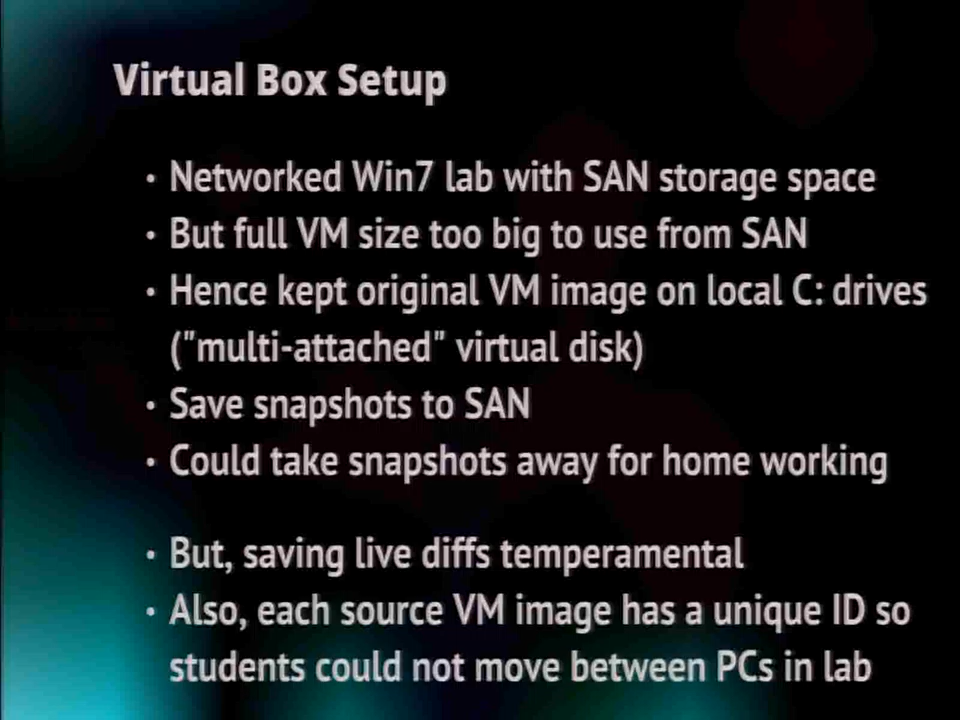 Virtual Box Setup
• Networked Win7 lab with SAN storage space
• But full VM size too big to use from SAN
• Hence kept original VM image on local C: drives
("multi-attached" virtual disk)
• Save snapshots to SAN
• Could take snapshots away for home working
• But, saving live diffs temperamental
• Also, each source VM image has a unique ID so
students could not move between PCs in lab